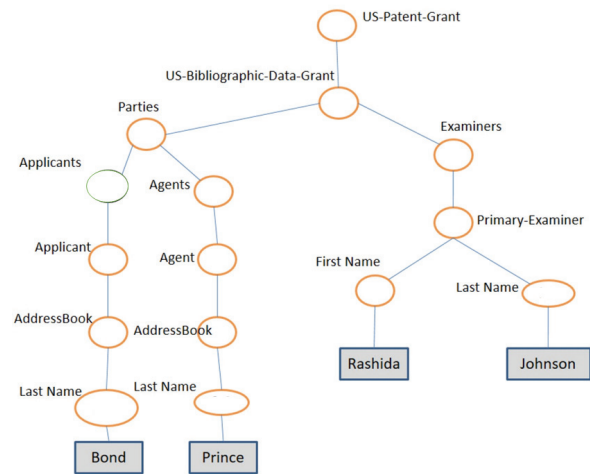 US-Patent-Grant
US-Bibliographic-Data-Grant
Parties
Examiners
Applicants
Agents
Primary-Examiner
Applicant
Agent
First Name
Last Name
AddressBook
AddressBook
Rashida
Johnson
Last Name
Last Name
Bond
Prince